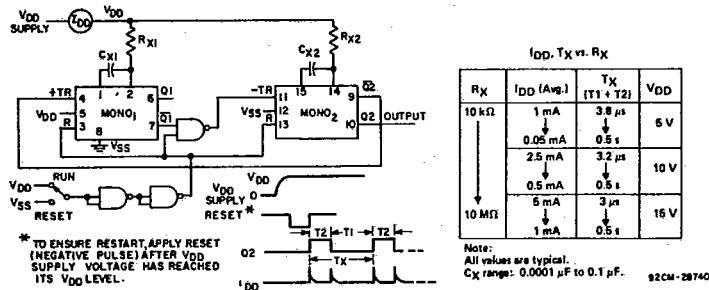 VDD
SUPPLY
IDD
VDD
RX1
CX1
RX2
CX2
+TR
4
1
2
6
Q1
VDD
5
MONO1
R
3
8
7
Q1
VSS
-TR
11
15
14
9
Q2
VSS
12
MONO2
R
13
10
Q2
OUTPUT
VDD
RUN
VSS
RESET
VDD
SUPPLY
VDD
0
RESET*
T2
T1
T2
Q2
TX
IDD
* TO ENSURE RESTART, APPLY RESET
(NEGATIVE PULSE) AFTER VDD
SUPPLY VOLTAGE HAS REACHED
ITS VDD LEVEL.
IDD, TX vs. RX
RX
IDD (Avg.)
TX
(T1 + T2)
VDD
10 kΩ
10 MΩ
1 mA
0.05 mA
3.8 µs
0.5 s
5 V
2.5 mA
0.5 mA
3.2 µs
0.5 s
10 V
5 mA
1 mA
3 µs
0.5 s
15 V
Note:
All values are typical.
CX range: 0.0001 µF to 0.1 µF.
92CM-28740